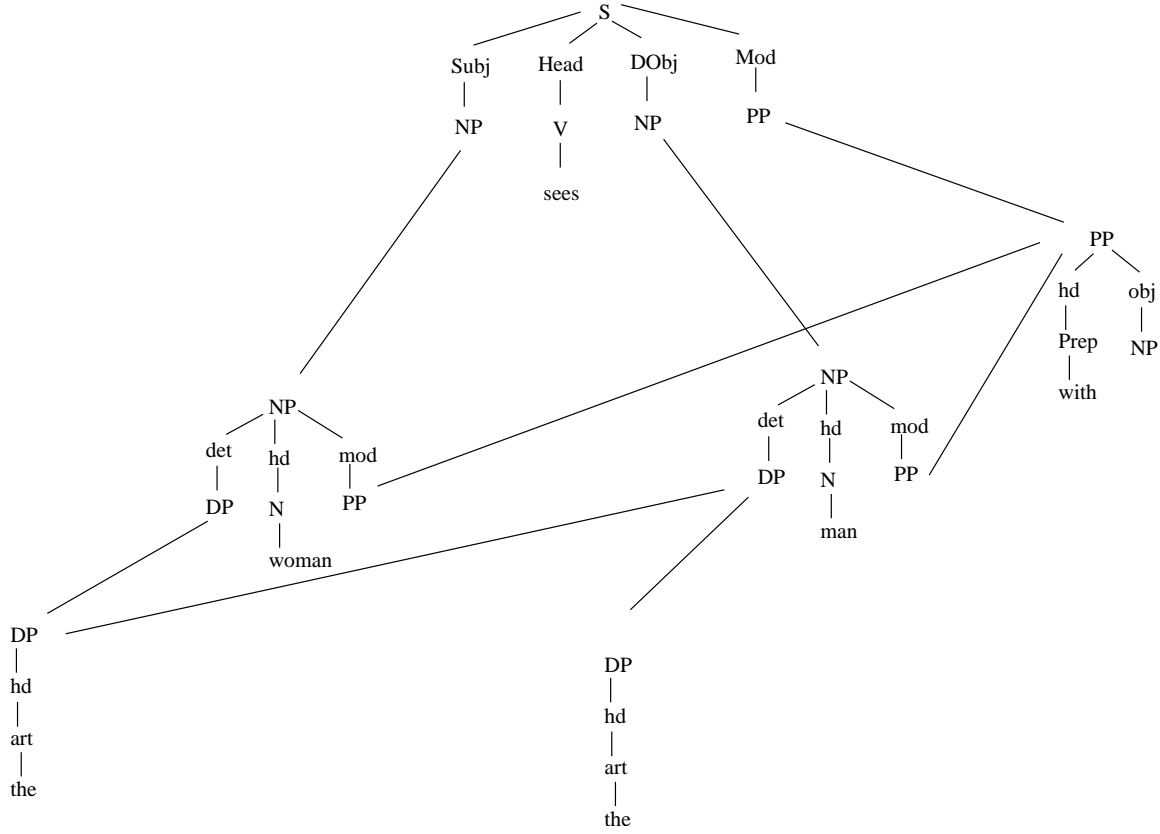 S
Subj Head DObj Mod
NP V NP PP
sees
PP
hd obj
Prep NP
with
NP
det hd mod
DP N PP
man
NP
det hd mod
DP N PP
woman
DP
hd
art
the
DP
hd
art
the